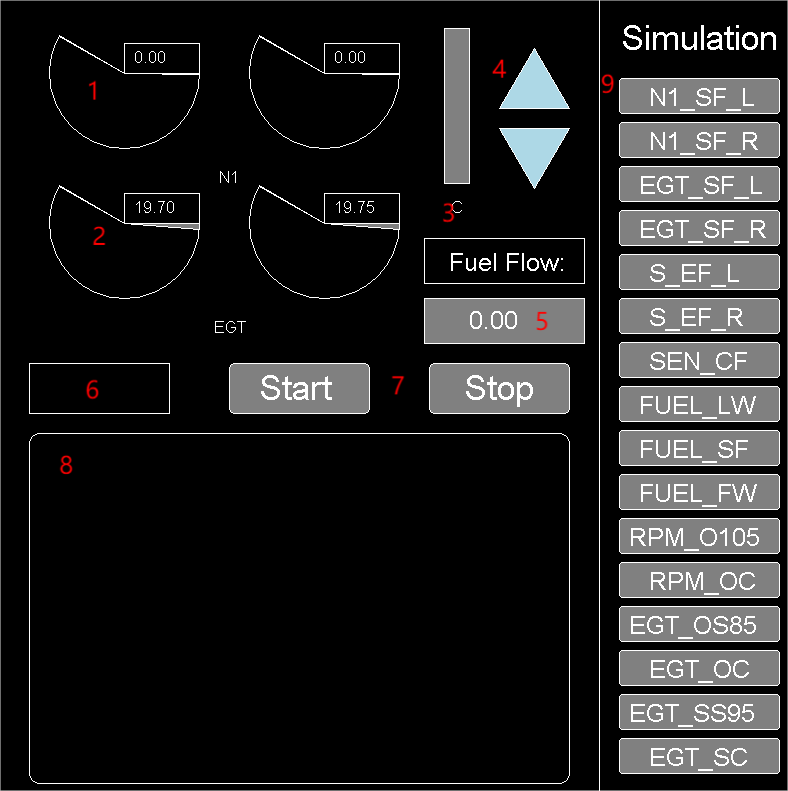 0.00
0.00
1
4
N1
19.70
19.75
2
3
C
Fuel Flow:
EGT
0.00 5
6
Start
7
Stop
8
Simulation
9
N1_SF_L
N1_SF_R
EGT_SF_L
EGT_SF_R
S_EF_L
S_EF_R
SEN_CF
FUEL_LW
FUEL_SF
FUEL_FW
RPM_O105
RPM_OC
EGT_OS85
EGT_OC
EGT_SS95
EGT_SC